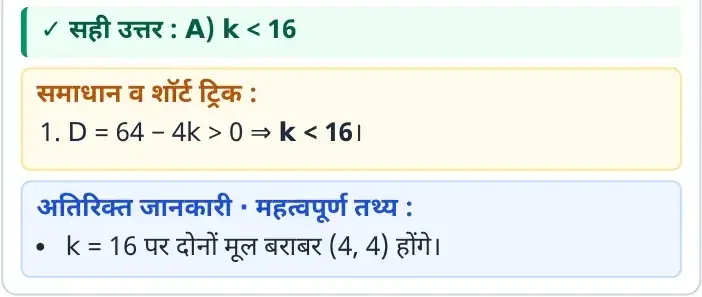 ✓ सही उत्तर : A) k < 16
समाधान व शॉर्ट ट्रिक :
1. D = 64 − 4k > 0 ⇒ k < 16।
अतिरिक्त जानकारी · महत्वपूर्ण तथ्य :
• k = 16 पर दोनों मूल बराबर (4, 4) होंगे।